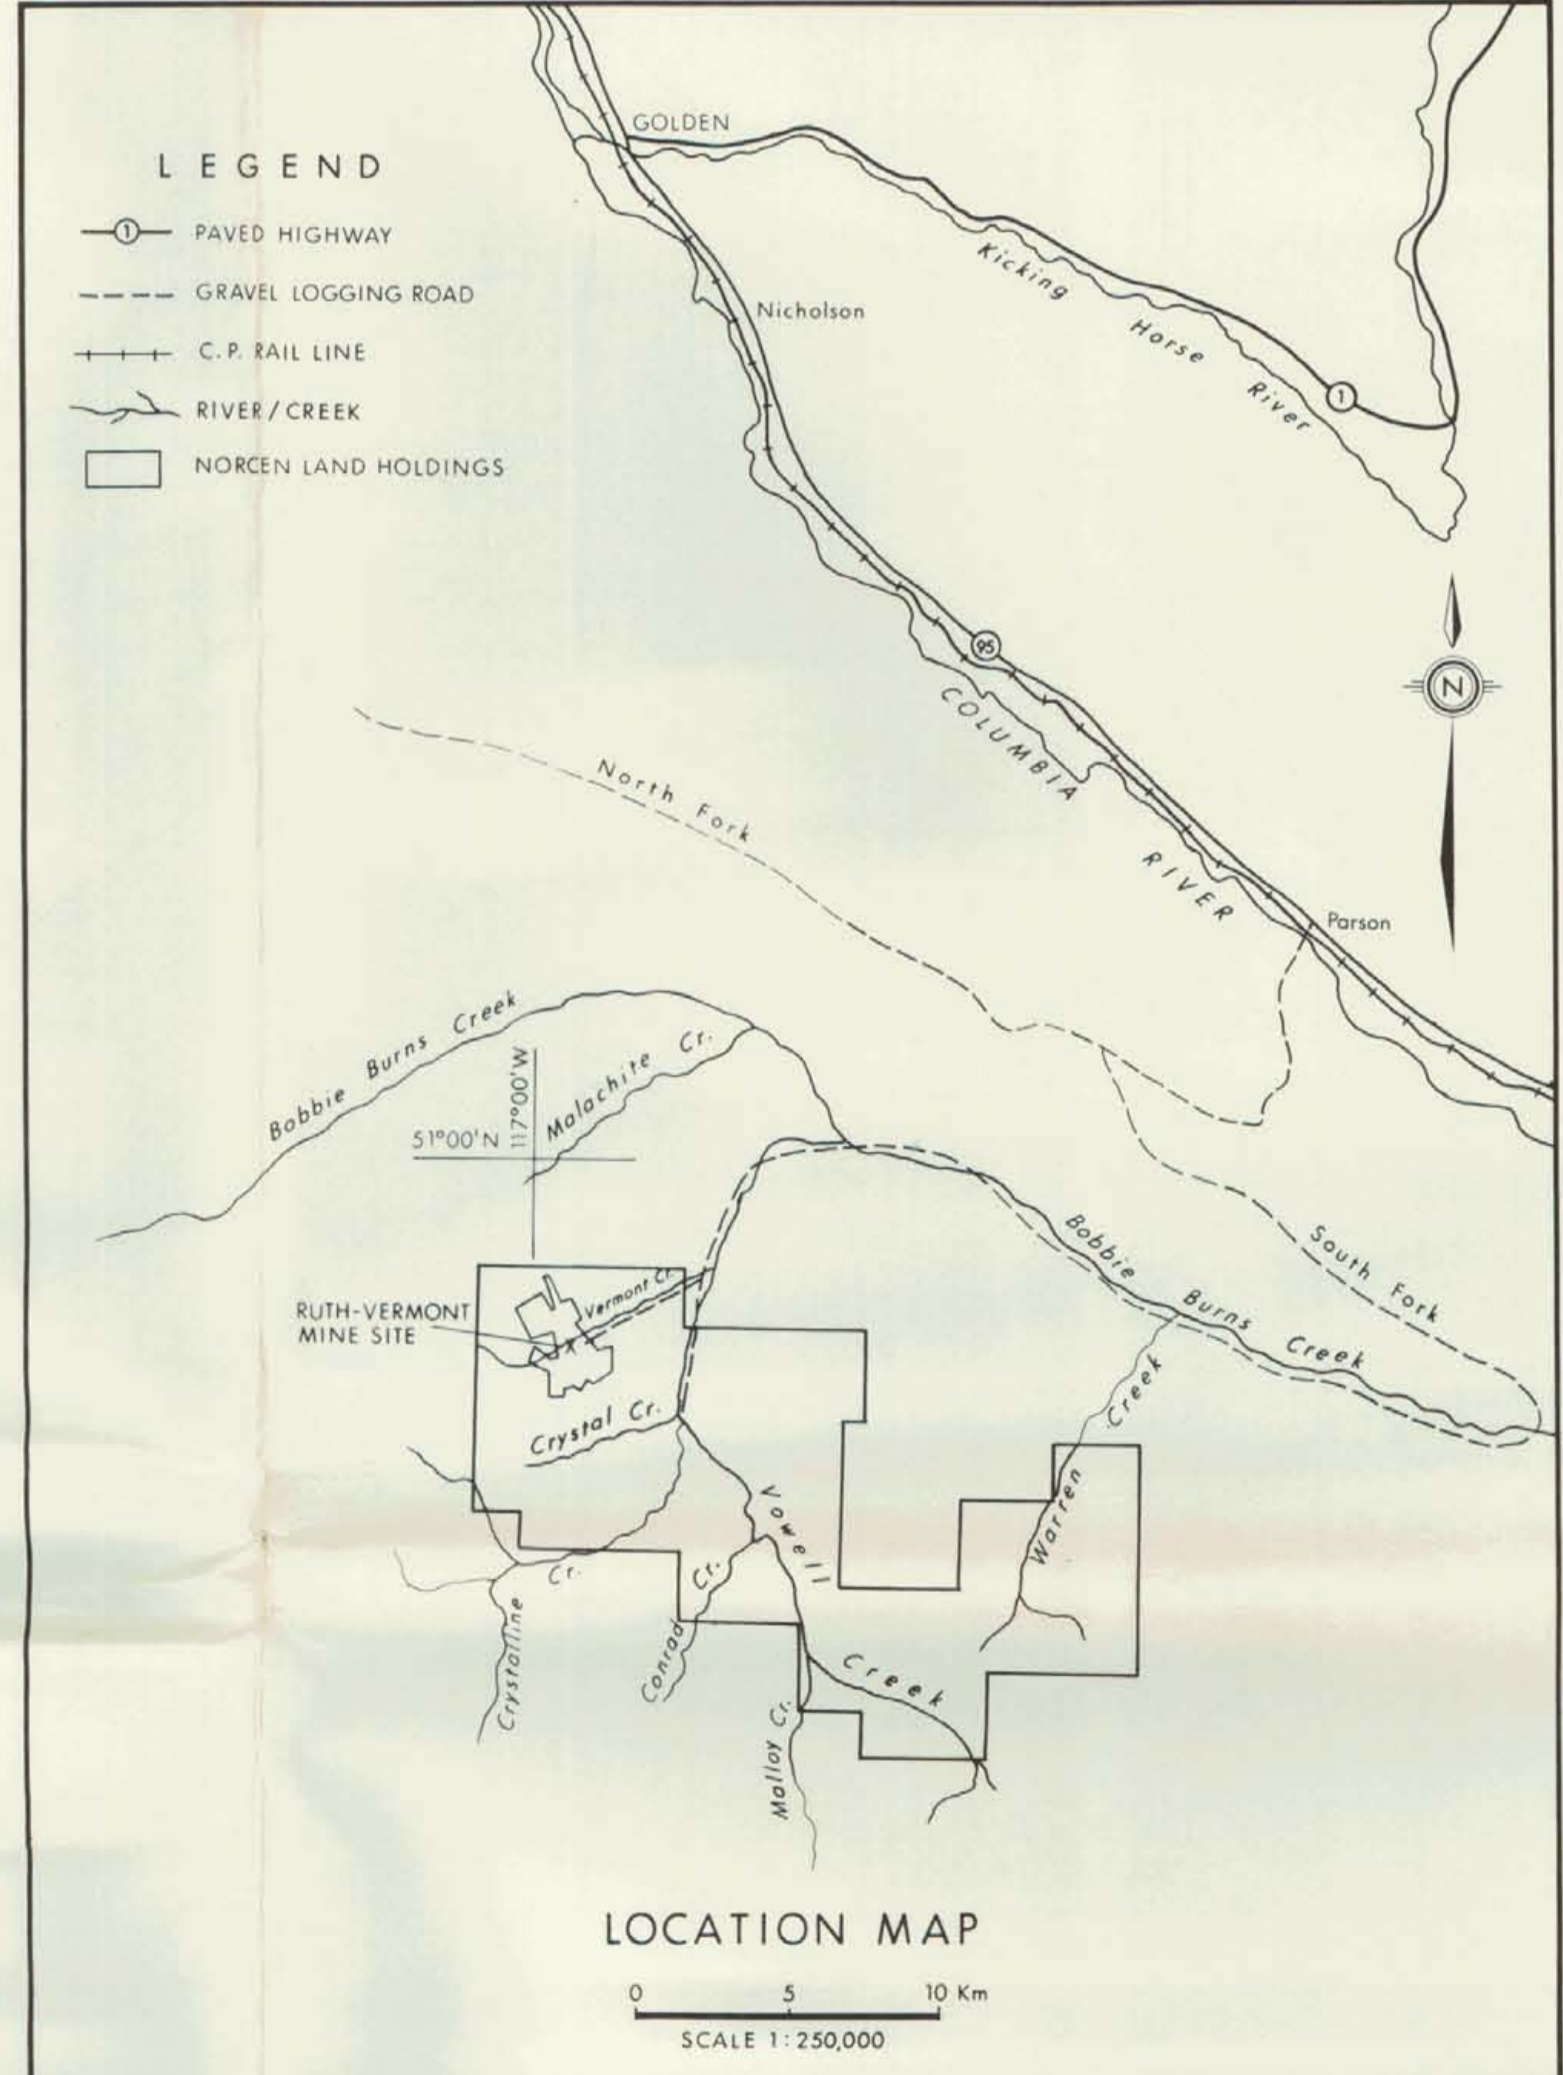 GOLDEN
LEGEND
1 PAVED HIGHWAY
GRAVEL LOGGING ROAD
C.P. RAIL LINE
RIVER/CREEK
NORCEN LAND HOLDINGS
Kicking Horse River
1
Nicholson
95
N
COLUMBIA RIVER
North Fork
Parson
Bobbie Burns Creek
Malachite Cr.
117°00'W
51°00'N
Bobbie Burns Creek
South Fork
RUTH-VERMONT
MINE SITE
Vermont Cr.
Crystal Cr.
Warren Creek
Vowell Creek
Crystalline Cr.
Conrad Cr.
Malloy Cr.
LOCATION MAP
0 5 10 Km
SCALE 1:250,000